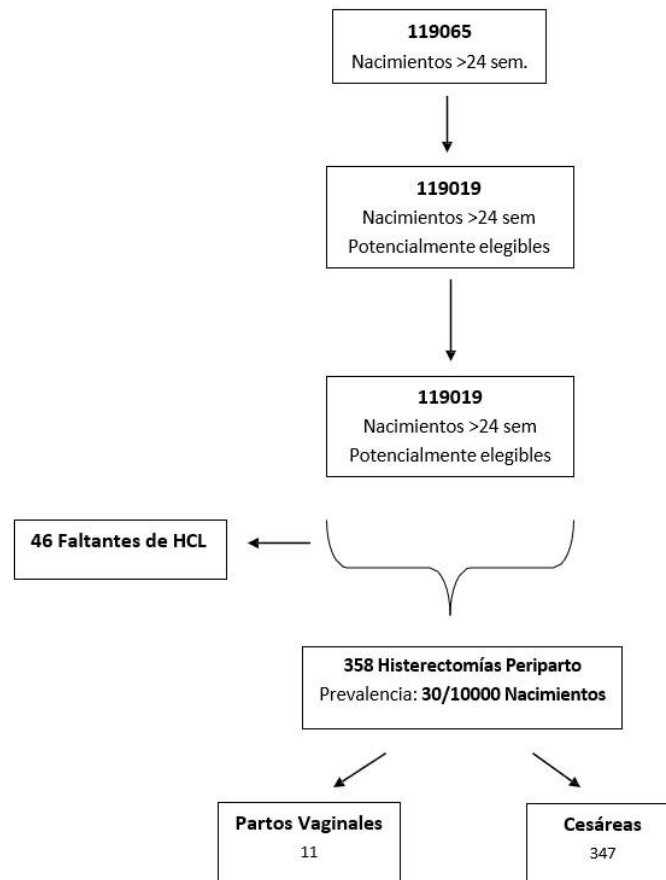 119065
Nacimientos >24 sem.
119019
Nacimientos >24 sem
Potencialmente elegibles
119019
Nacimientos >24 sem
Potencialmente elegibles
46 Faltantes de HCL
358 Histerectomías Periparto
Prevalencia: 30/10000 Nacimientos
Partos Vaginales
11
Cesáreas
347